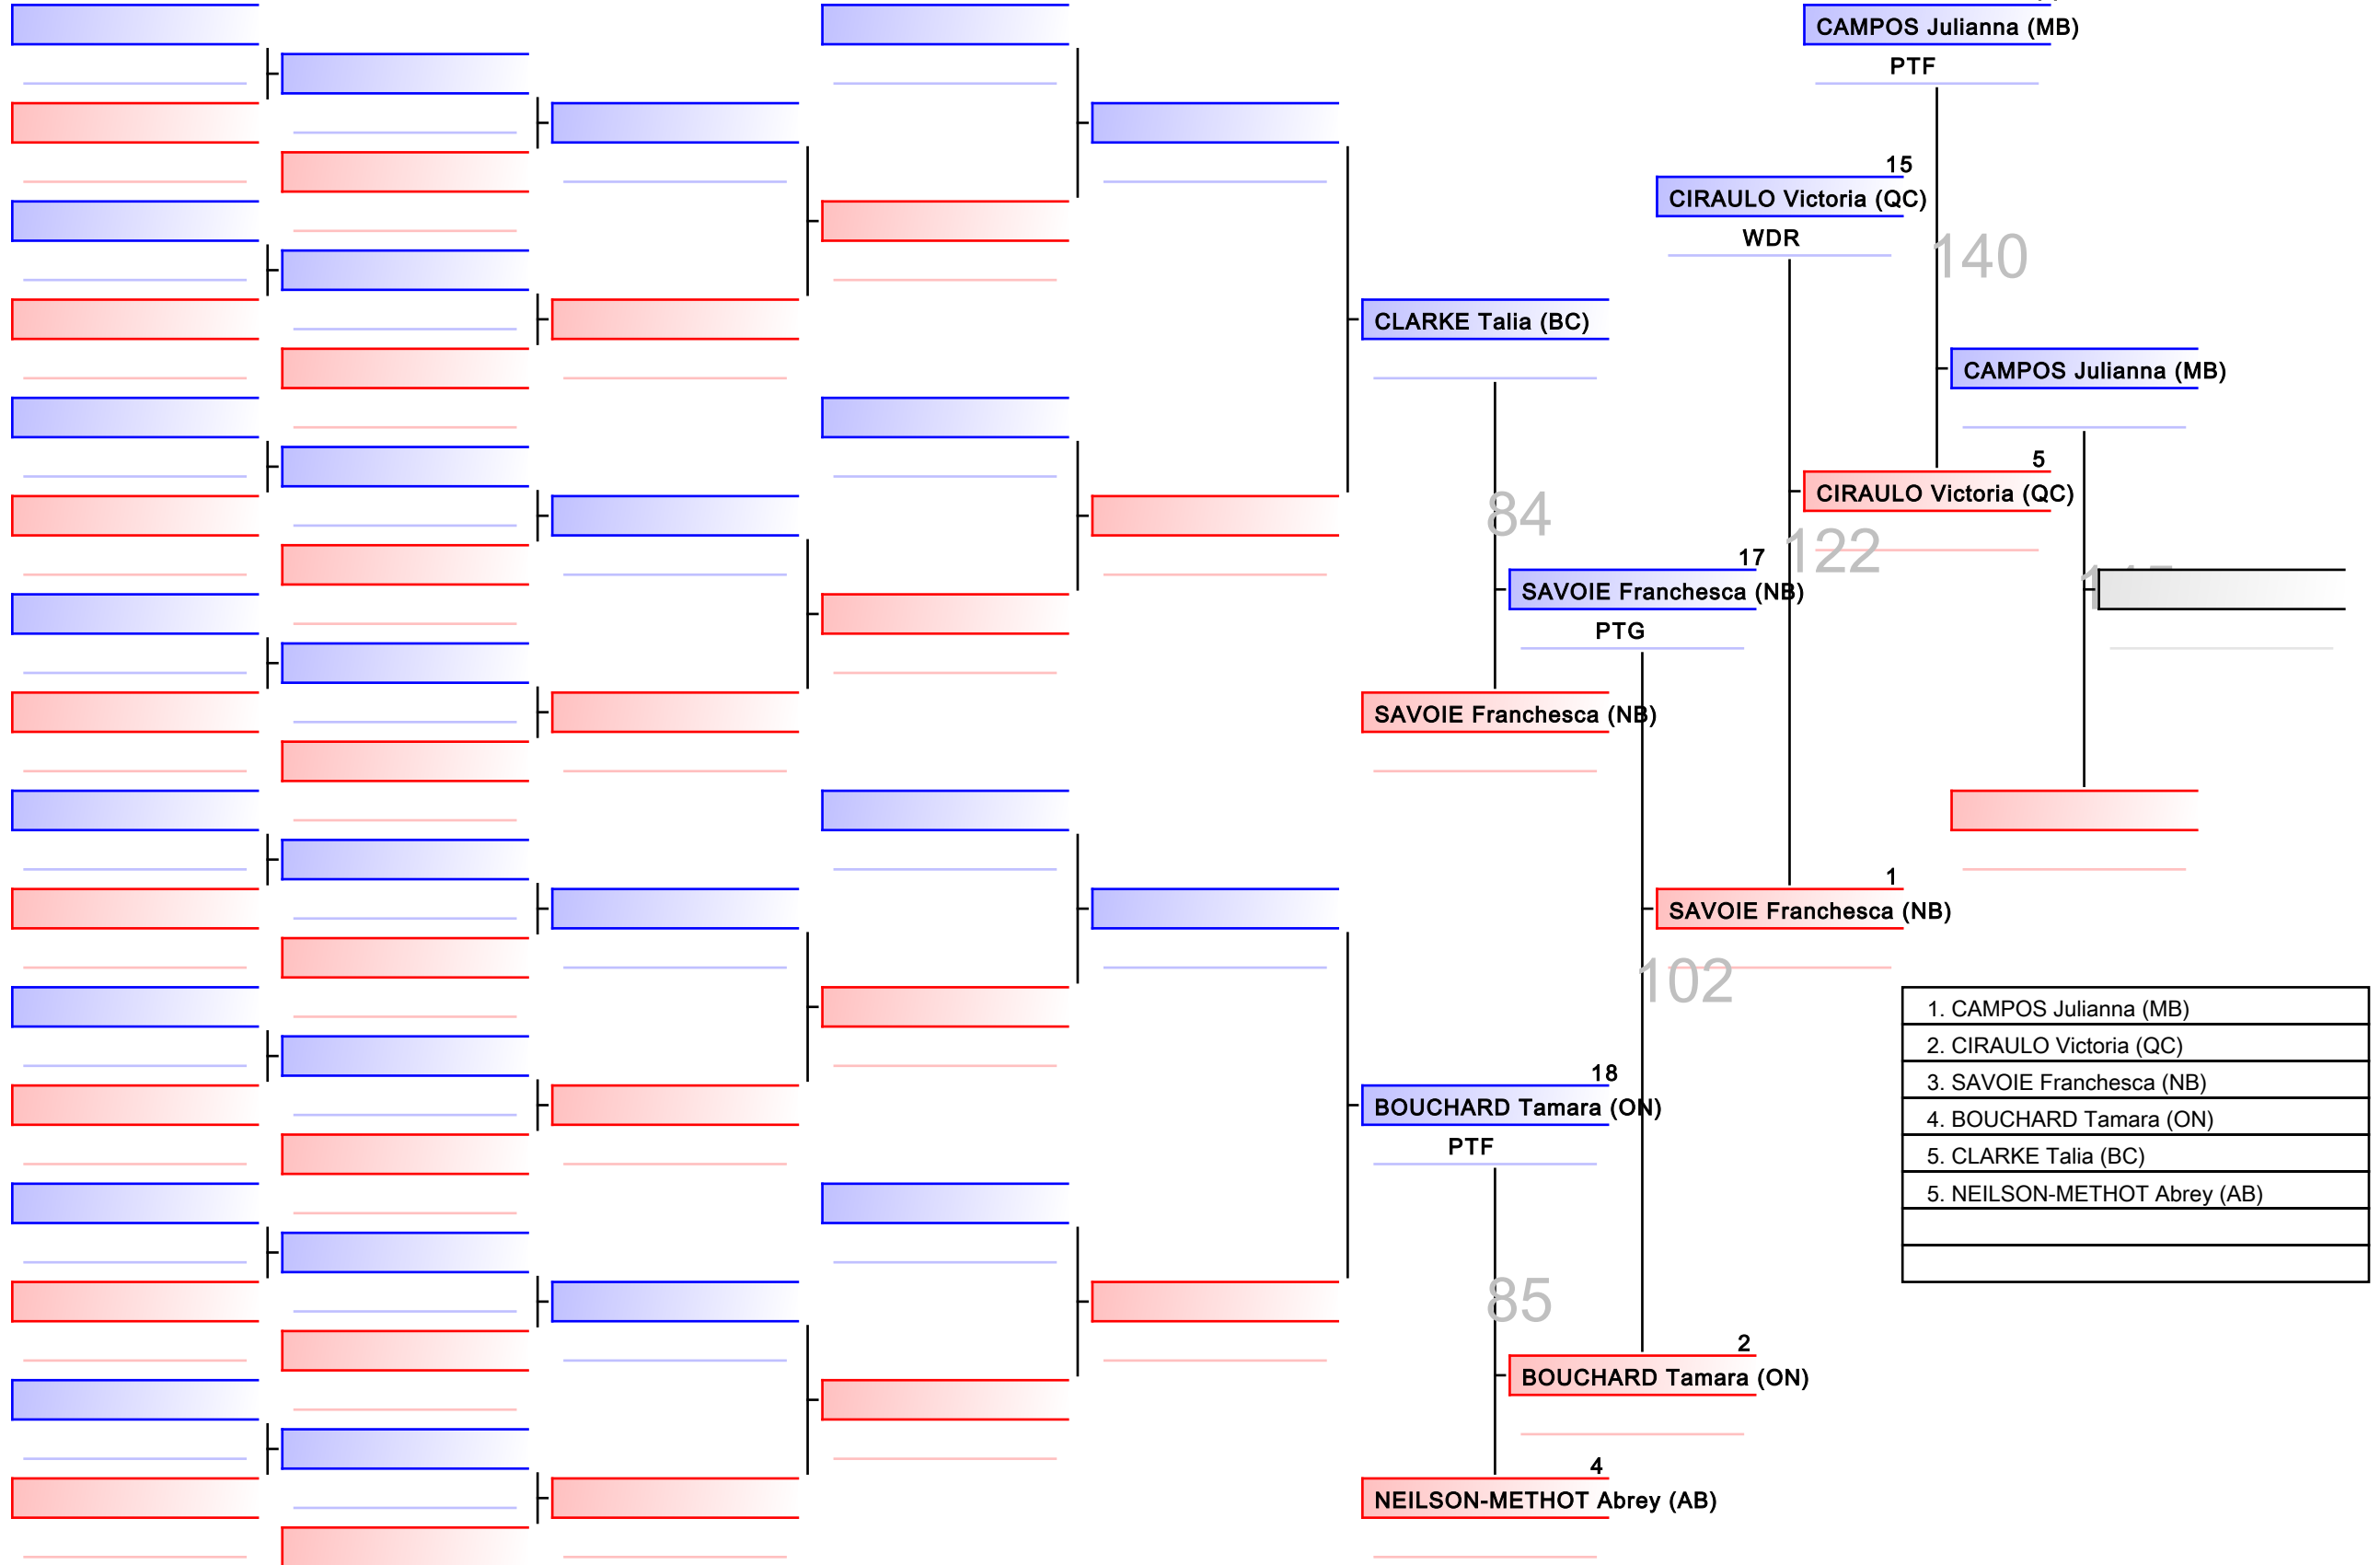 CAMPOS Julianna (MB)
PTF
15
CIRAULO Victoria (QC)
WDR
140
CLARKE Talia (BC)
CAMPOS Julianna (MB)
5
CIRAULO Victoria (QC)
84
122
17
SAVOIE Franchesca (NB)
PTG
SAVOIE Franchesca (NB)
1
SAVOIE Franchesca (NB)
102
1. CAMPOS Julianna (MB)
2. CIRAULO Victoria (QC)
3. SAVOIE Franchesca (NB)
4. BOUCHARD Tamara (ON)
5. CLARKE Talia (BC)
5. NEILSON-METHOT Abrey (AB)
18
BOUCHARD Tamara (ON)
PTF
85
2
BOUCHARD Tamara (ON)
4
NEILSON-METHOT Abrey (AB)